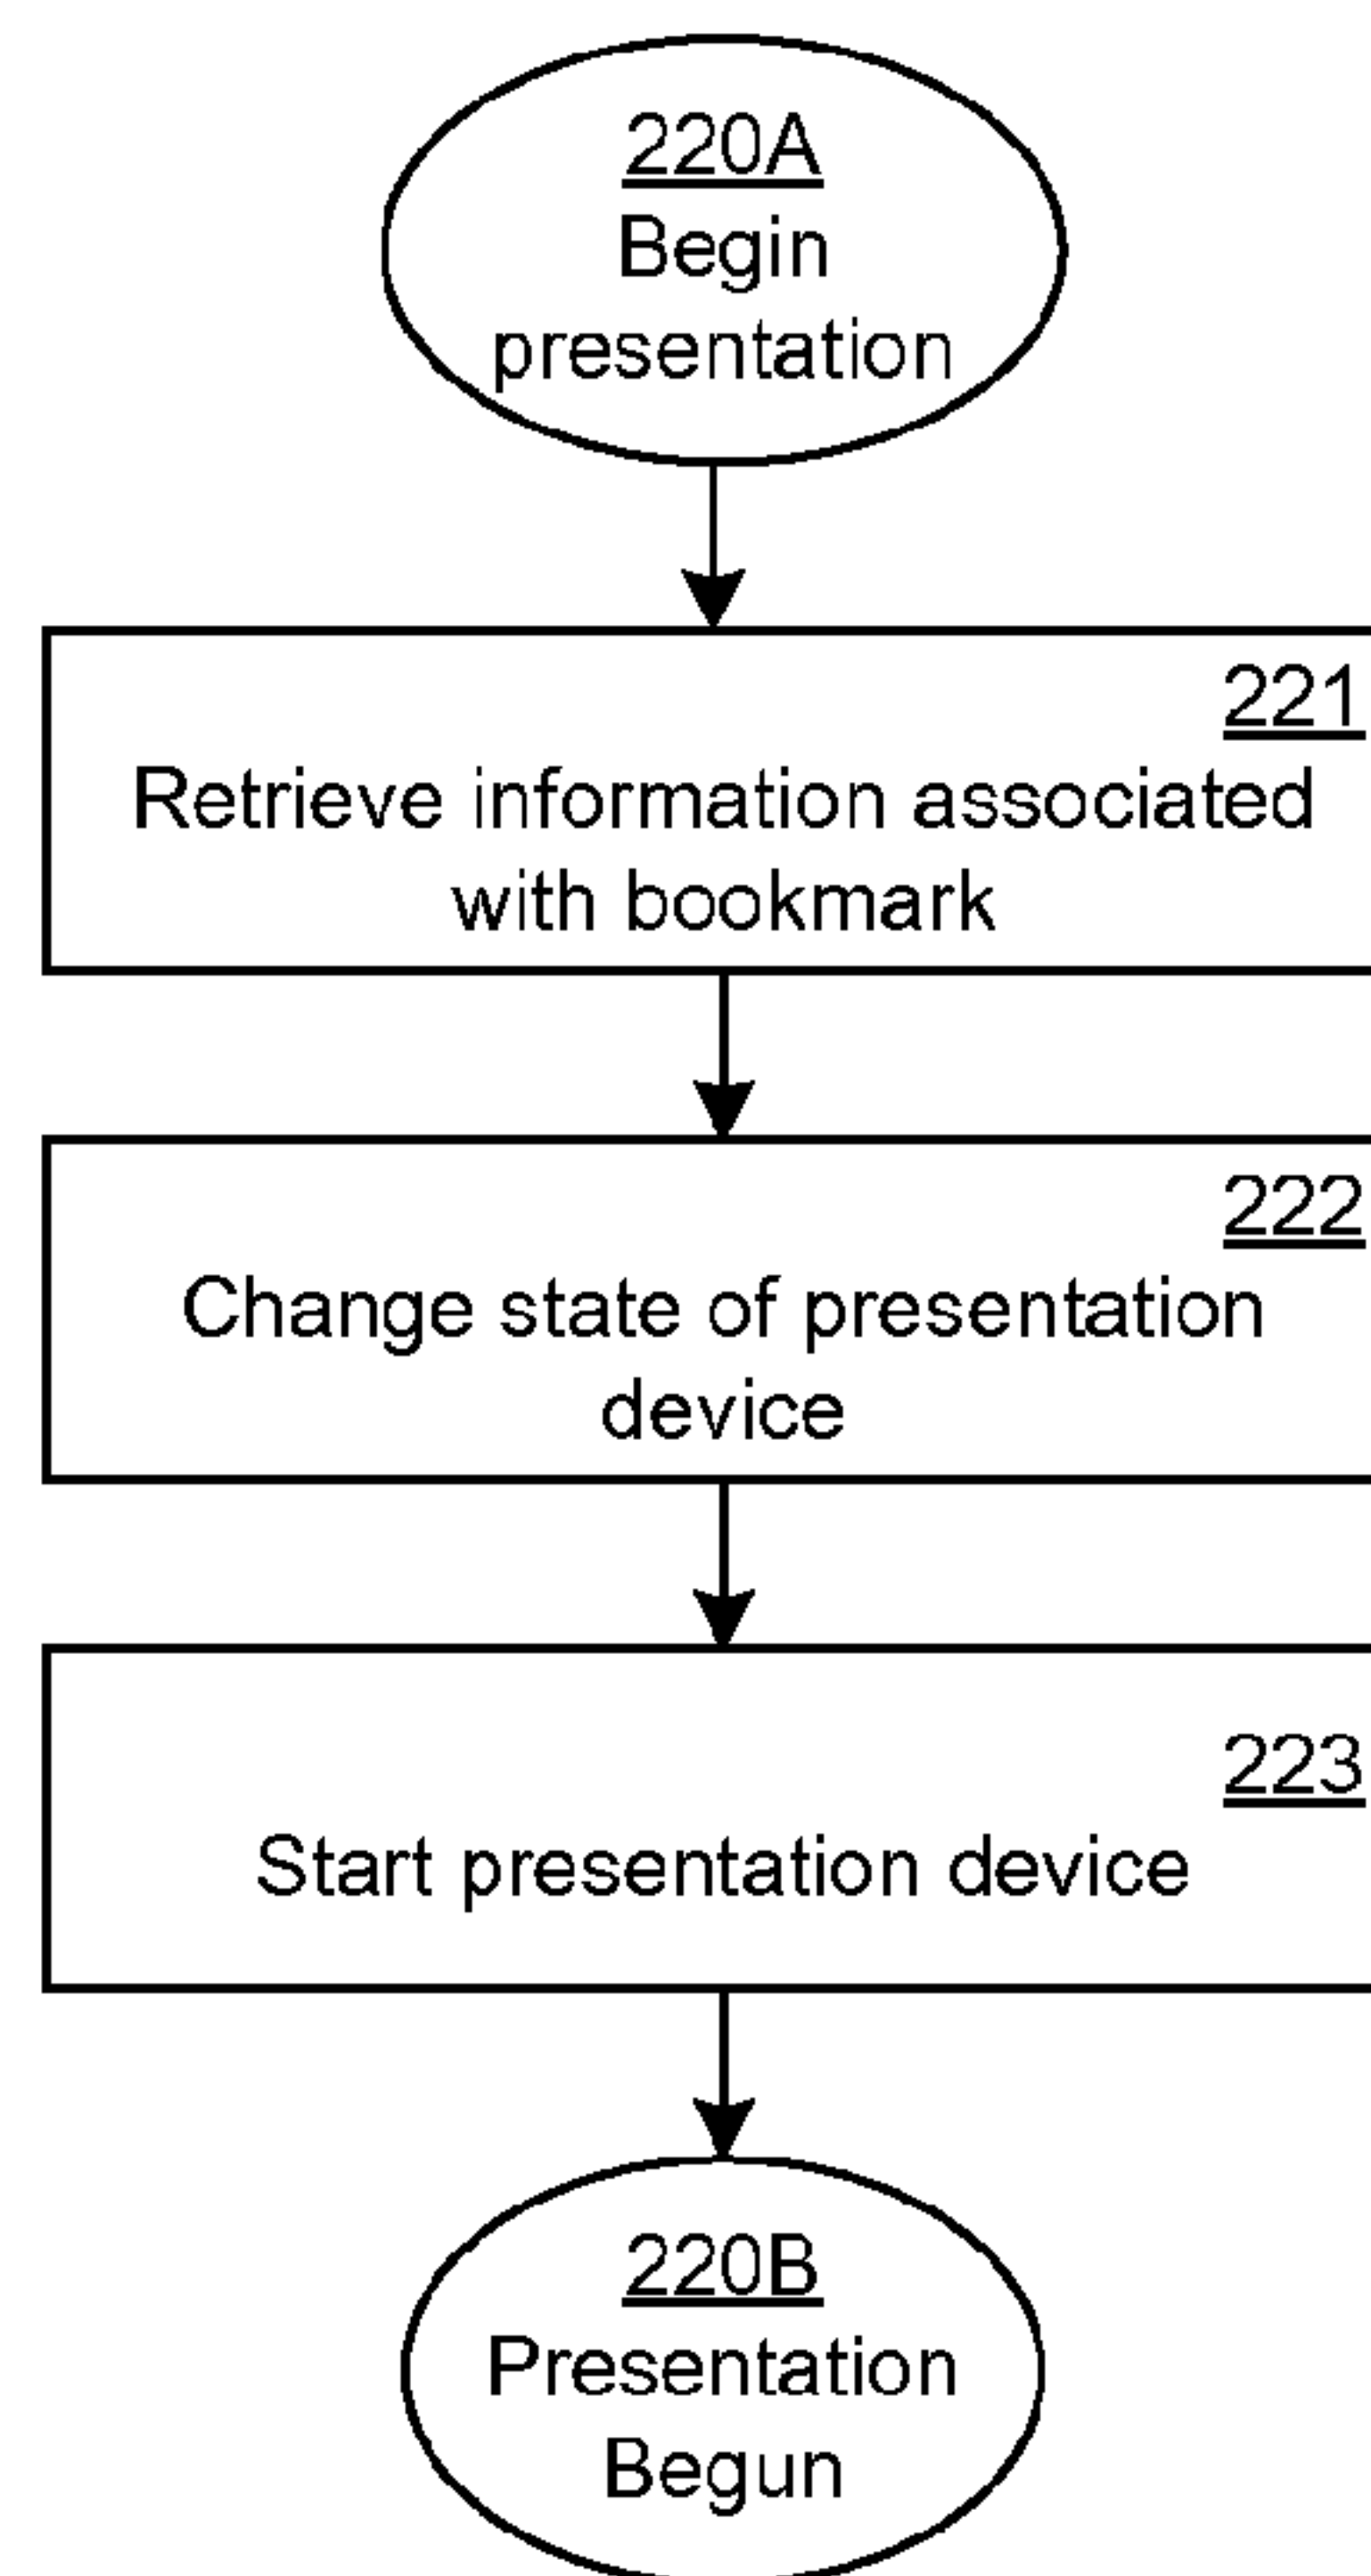 220A
Begin
presentation
221
Retrieve information associated
with bookmark
222
Change state of presentation
device
223
Start presentation device
220B
Presentation
Begun